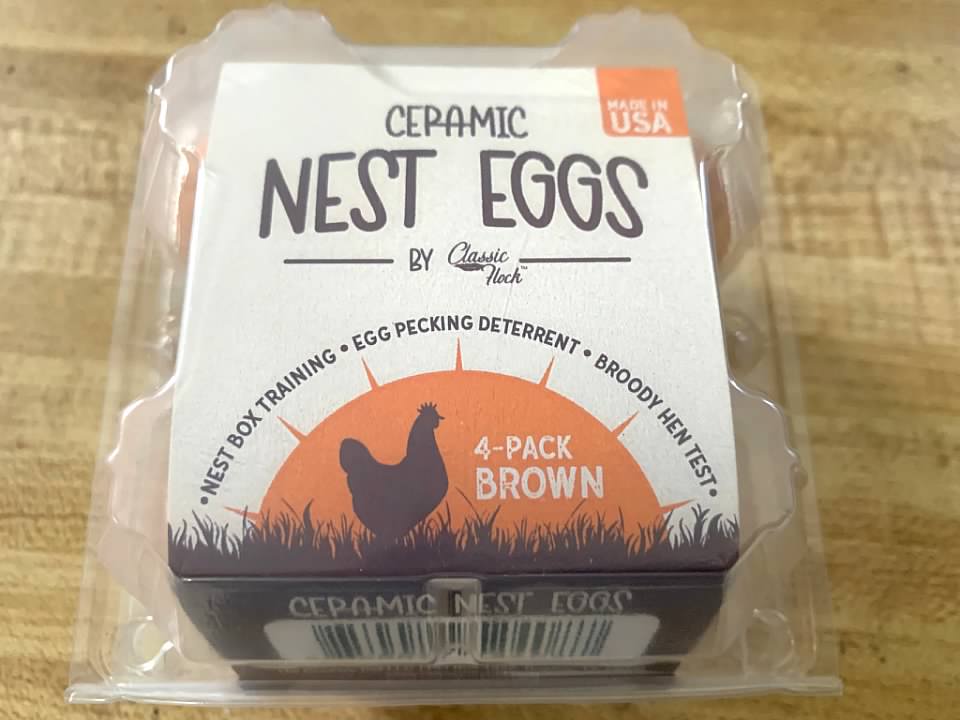 MADE IN
USA
CERAMIC
NEST EGGS
BY Classic Flock™
• NEST BOX TRAINING • EGG PECKING DETERRENT • BROODY HEN TEST •
4-PACK
BROWN
CERAMIC NEST EGGS